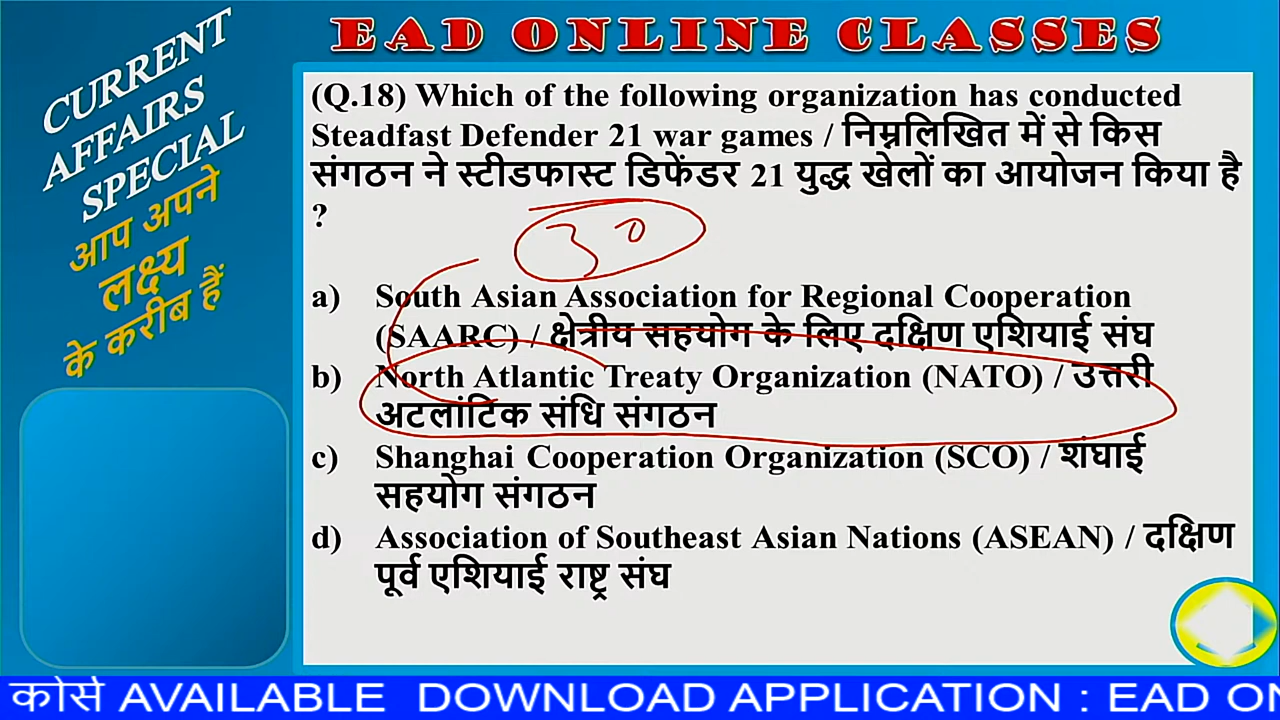 EAD ONLINE CLASSES
CURRENT
AFFAIRS
SPECIAL
आप अपने
लक्ष्य
के करीब हैं
(Q.18) Which of the following organization has conducted
Steadfast Defender 21 war games / निम्नलिखित में से किस
संगठन ने स्टीडफास्ट डिफेंडर 21 युद्ध खेलों का आयोजन किया है
?
30
a) South Asian Association for Regional Cooperation
(SAARC) / क्षेत्रीय सहयोग के लिए दक्षिण एशियाई संघ
b) North Atlantic Treaty Organization (NATO) / उत्तरी
अटलांटिक संधि संगठन
c) Shanghai Cooperation Organization (SCO) / शंघाई
सहयोग संगठन
d) Association of Southeast Asian Nations (ASEAN) / दक्षिण
पूर्व एशियाई राष्ट्र संघ
कोर्स AVAILABLE DOWNLOAD APPLICATION : EAD ON